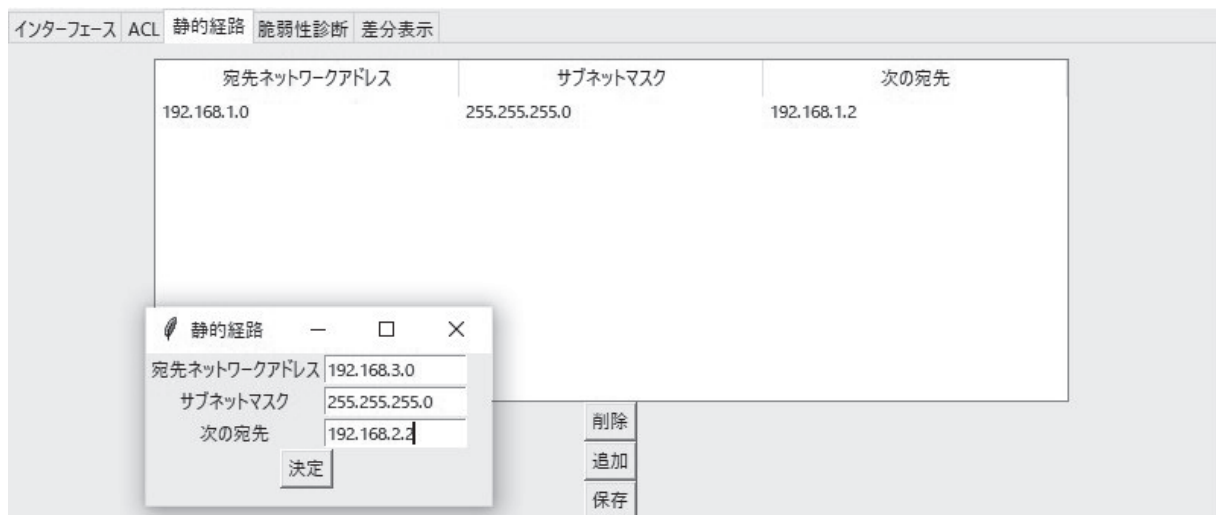 インターフェース ACL 静的経路 脆弱性診断 差分表示
宛先ネットワークアドレス サブネットマスク 次の宛先
192.168.1.0 255.255.255.0 192.168.1.2
静的経路
宛先ネットワークアドレス 192.168.3.0
サブネットマスク 255.255.255.0
次の宛先 192.168.2.2
決定
削除
追加
保存